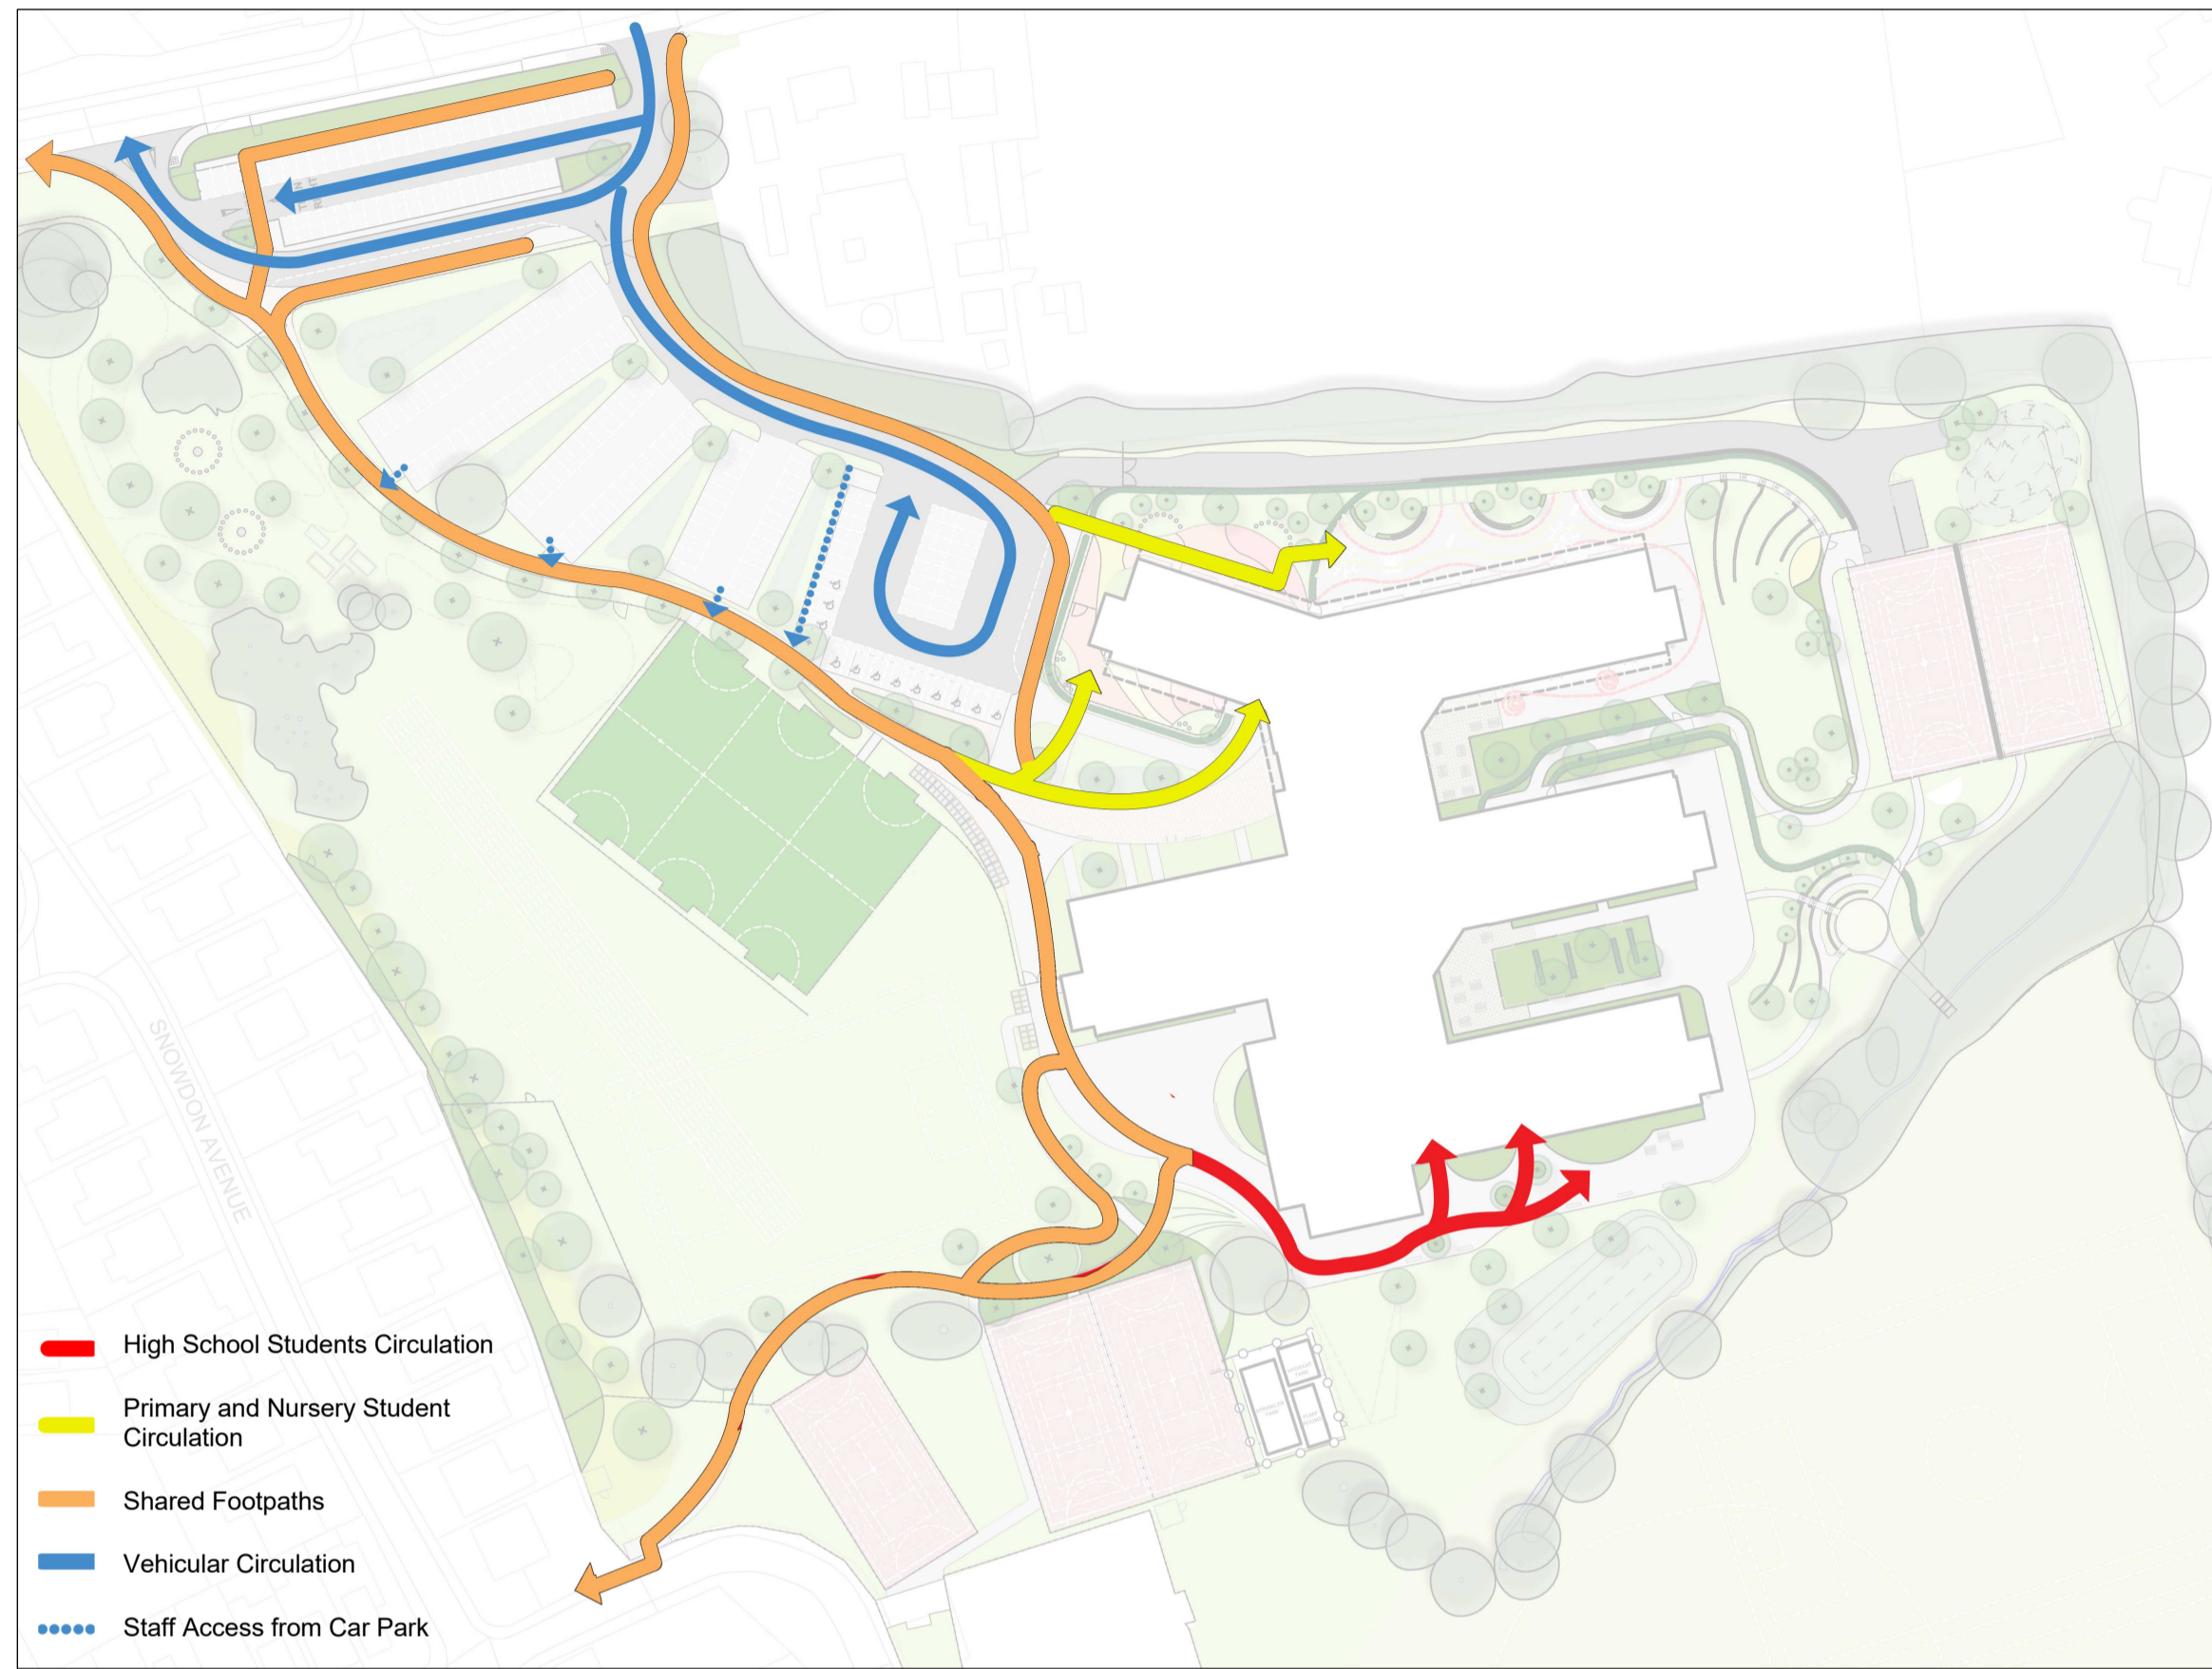 SNOWDON AVENUE
High School Students Circulation
Primary and Nursery Student
Circulation
Shared Footpaths
Vehicular Circulation
Staff Access from Car Park